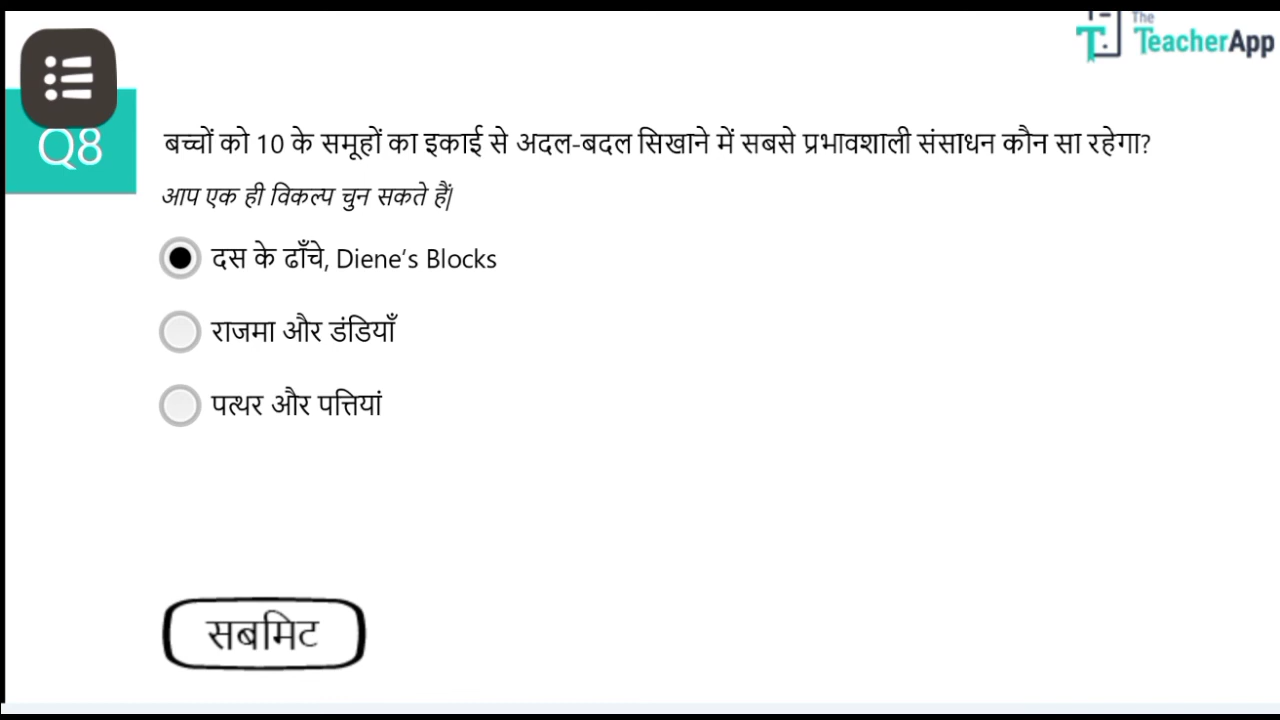 The
TeacherApp
Q8
बच्चों को 10 के समूहों का इकाई से अदल-बदल सिखाने में सबसे प्रभावशाली संसाधन कौन सा रहेगा?
आप एक ही विकल्प चुन सकते हैं|
दस के ढाँचे, Diene’s Blocks
राजमा और डंडियाँ
पत्थर और पत्तियां
सबमिट